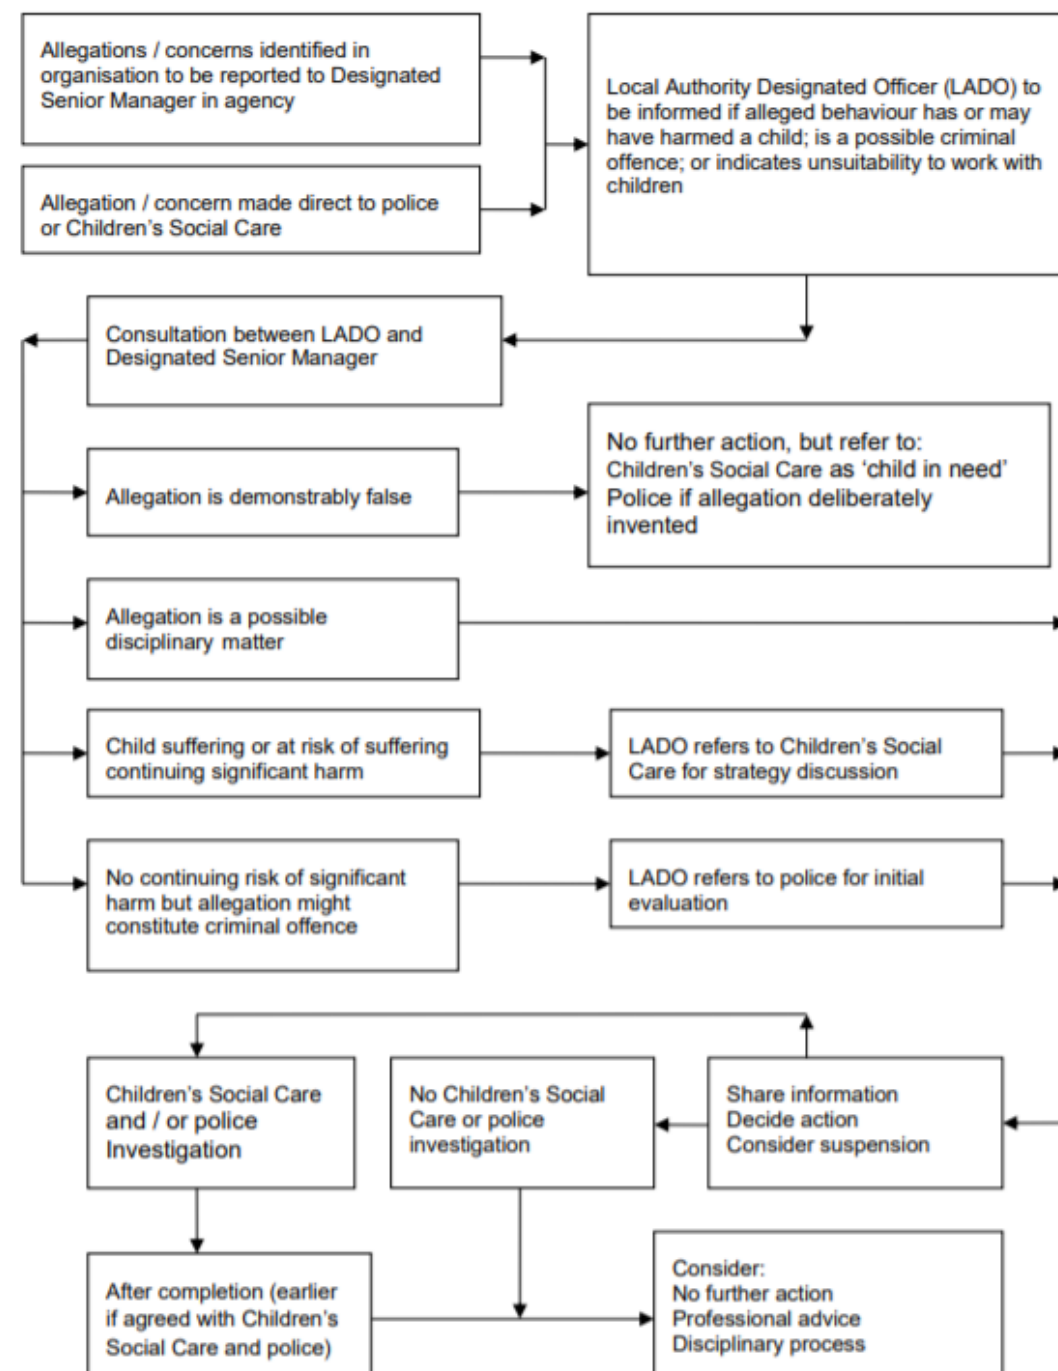 Allegations / concerns identified in
organisation to be reported to Designated
Senior Manager in agency
Local Authority Designated Officer (LADO) to
be informed if alleged behaviour has or may
have harmed a child; is a possible criminal
offence; or indicates unsuitability to work with
children
Allegation / concern made direct to police
or Children's Social Care
Consultation between LADO and
Designated Senior Manager
No further action, but refer to:
Children's Social Care as ‘child in need’
Police if allegation deliberately
invented
Allegation is demonstrably false
Allegation is a possible
disciplinary matter
Child suffering or at risk of suffering
continuing significant harm
LADO refers to Children's Social
Care for strategy discussion
No continuing risk of significant
harm but allegation might
constitute criminal offence
LADO refers to police for initial
evaluation
Children's Social Care
and / or police
Investigation
No Children's Social
Care or police
investigation
Share information
Decide action
Consider suspension
After completion (earlier
if agreed with Children's
Social Care and police)
Consider:
No further action
Professional advice
Disciplinary process